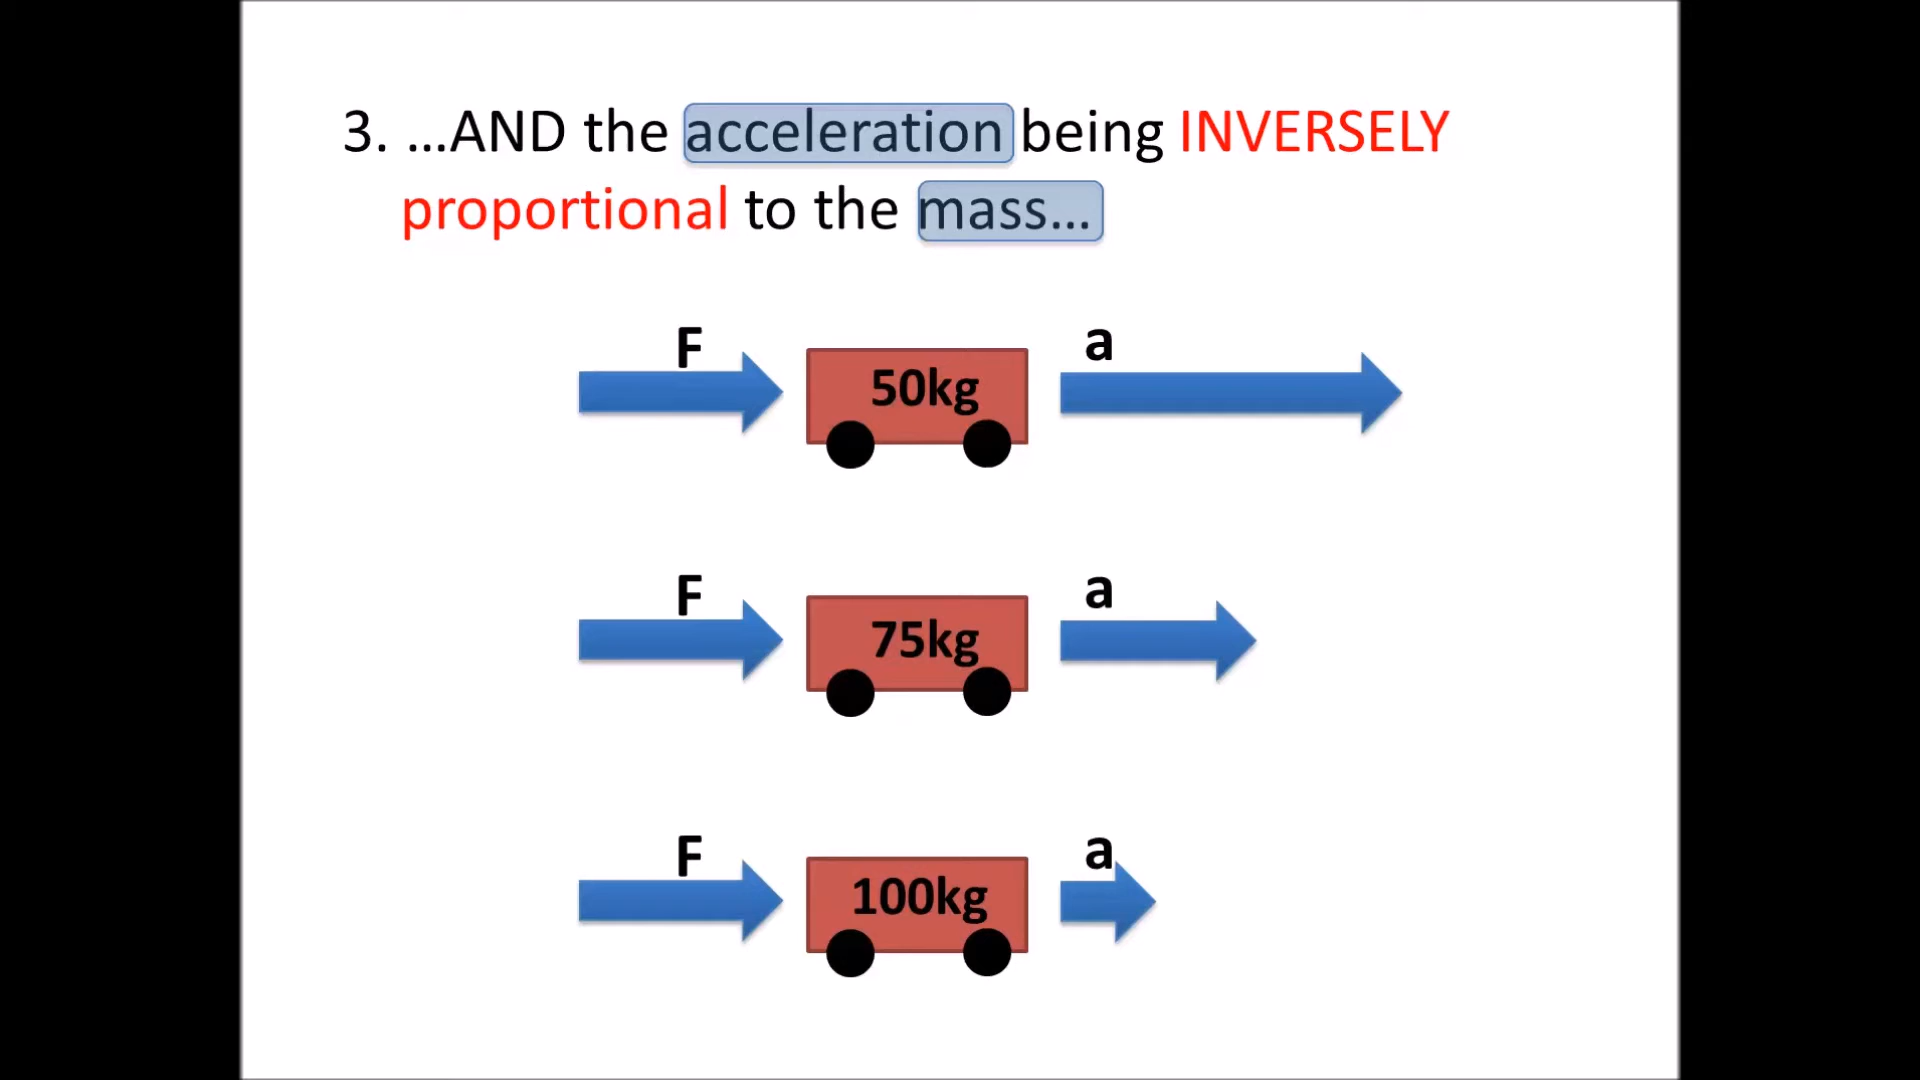 3. …AND the acceleration being INVERSELY
proportional to the mass…
F
a
50kg
F
a
75kg
F
a
100kg